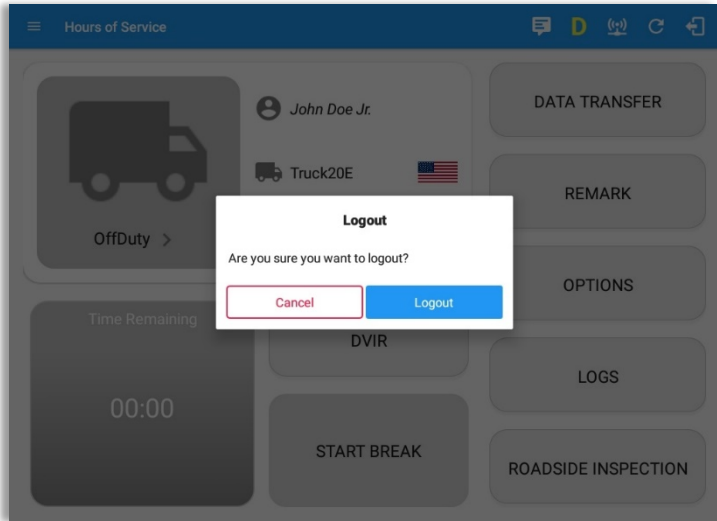 Hours of Service
D
John Doe Jr.
DATA TRANSFER
Truck20E
REMARK
OffDuty >
Logout
Are you sure you want to logout?
Cancel
Logout
OPTIONS
Time Remaining
DVIR
LOGS
00:00
START BREAK
ROADSIDE INSPECTION